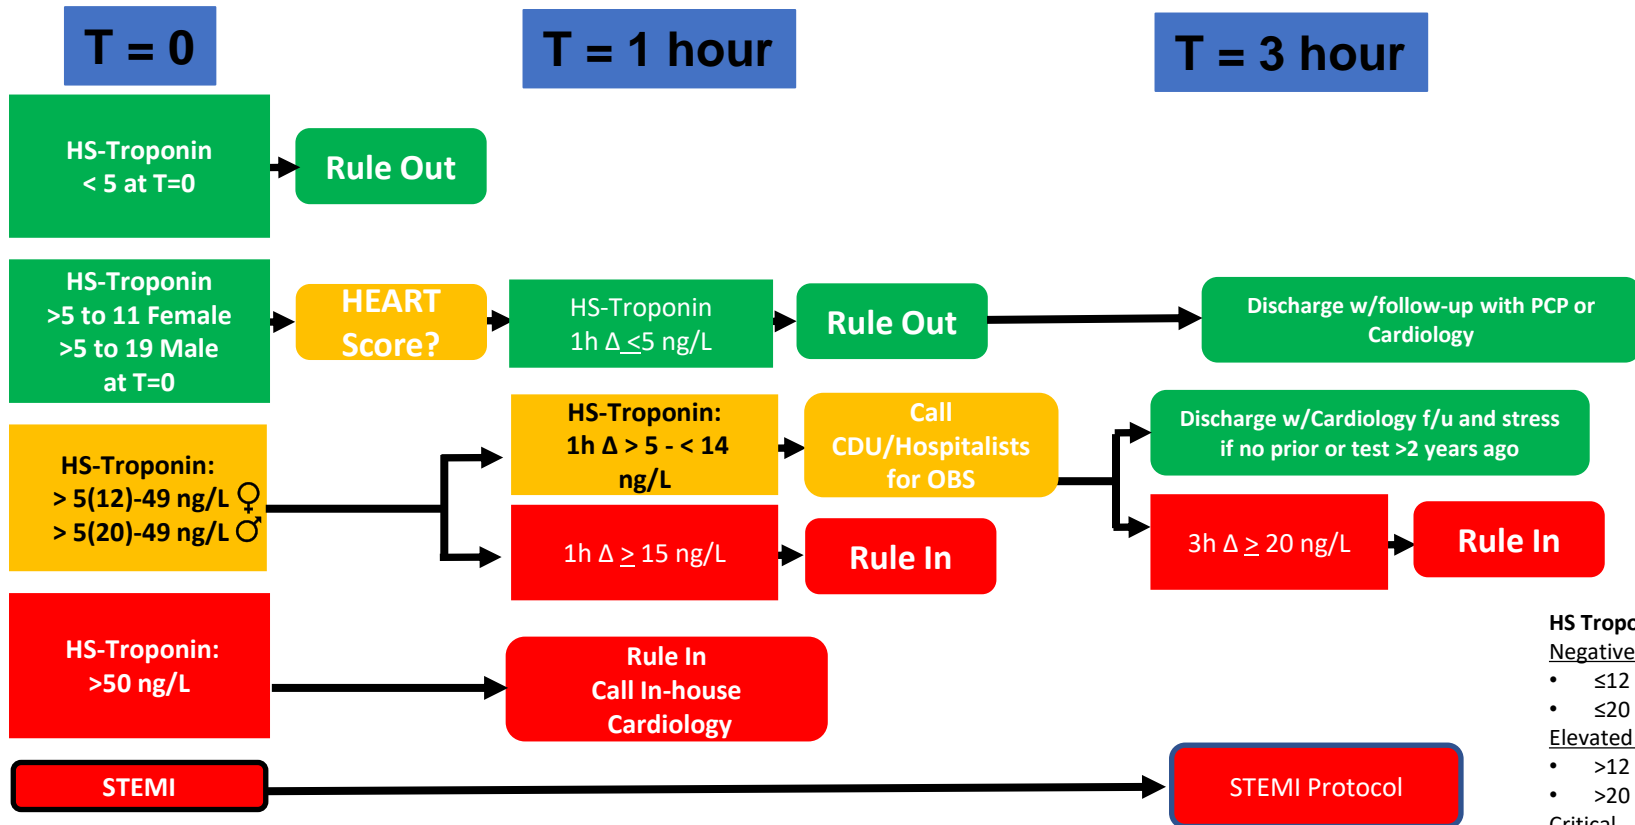 T = 0
T = 1 hour
T = 3 hour
HS-Troponin
< 5 at T=0
Rule Out
HS-Troponin
>5 to 11 Female
>5 to 19 Male
at T=0
HEART
Score?
HS-Troponin
1h Δ <5 ng/L
Rule Out
Discharge w/follow-up with PCP or
Cardiology
HS-Troponin:
> 5(12)-49 ng/L ♀
> 5(20)-49 ng/L ♂
HS-Troponin:
1h Δ > 5 - < 14
ng/L
Call
CDU/Hospitalists
for OBS
Discharge w/Cardiology f/u and stress
if no prior or test >2 years ago
1h Δ > 15 ng/L
Rule In
3h Δ > 20 ng/L
Rule In
HS-Troponin:
>50 ng/L
Rule In
Call In-house
Cardiology
STEMI
STEMI Protocol
HS Tropo
Negative
• ≤12
• ≤20
Elevated
• >12
• >20
Critical